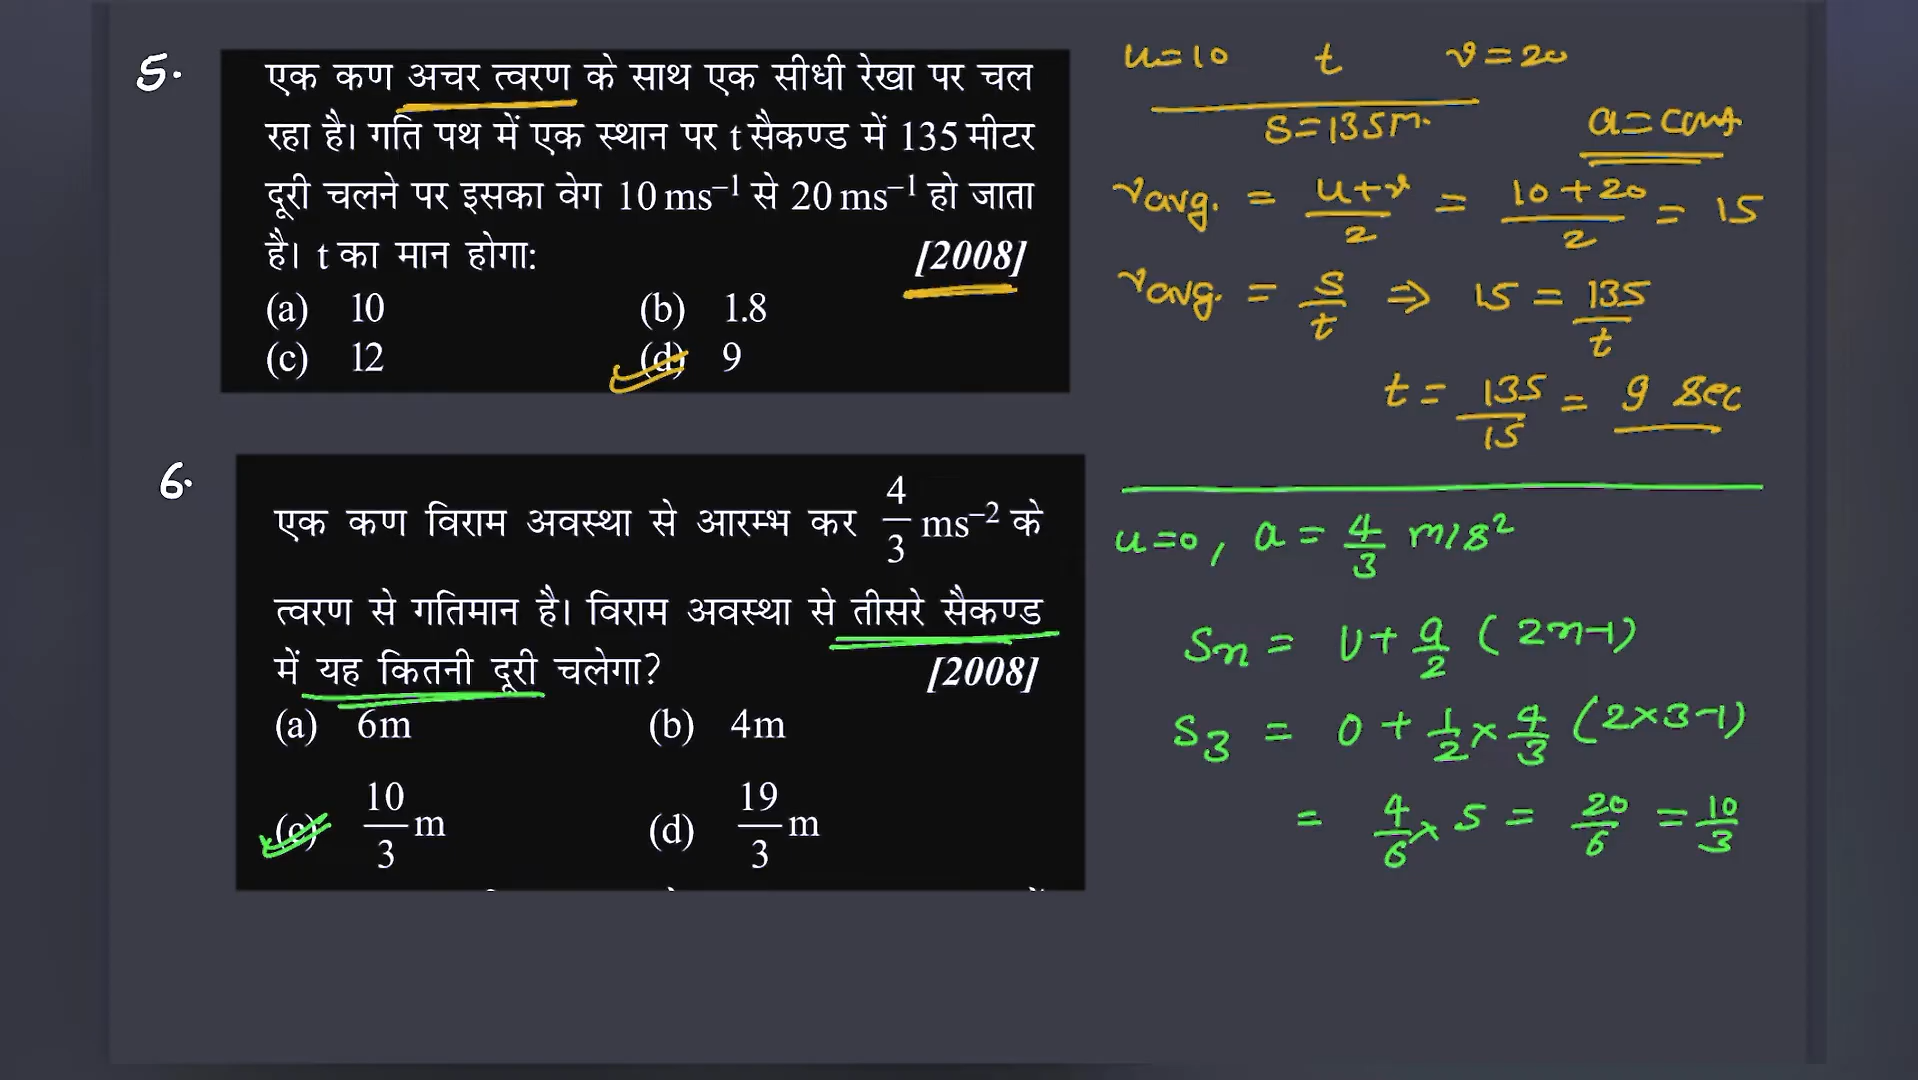 5.
एक कण अचर त्वरण के साथ एक सीधी रेखा पर चल
रहा है। गति पथ में एक स्थान पर t सैकण्ड में 135 मीटर
दूरी चलने पर इसका वेग 10 ms⁻¹ से 20 ms⁻¹ हो जाता
है। t का मान होगा: [2008]
(a) 10 (b) 1.8
(c) 12 (d) 9
u=10 t v=20
S=135m.
a=const
vavg. = u+v/2 = 10+20/2 = 15
vavg. = s/t ⇒ 15 = 135/t
t = 135/15 = 9 sec
6.
एक कण विराम अवस्था से आरम्भ कर 4/3 ms⁻² के
त्वरण से गतिमान है। विराम अवस्था से तीसरे सैकण्ड
में यह कितनी दूरी चलेगा? [2008]
(a) 6m (b) 4m
(c) 10/3 m (d) 19/3 m
u=0, a = 4/3 m/s²
Sn = u + a/2 (2n-1)
S3 = 0 + 1/2 × 4/3 (2×3-1)
= 4/6 × 5 = 20/6 = 10/3